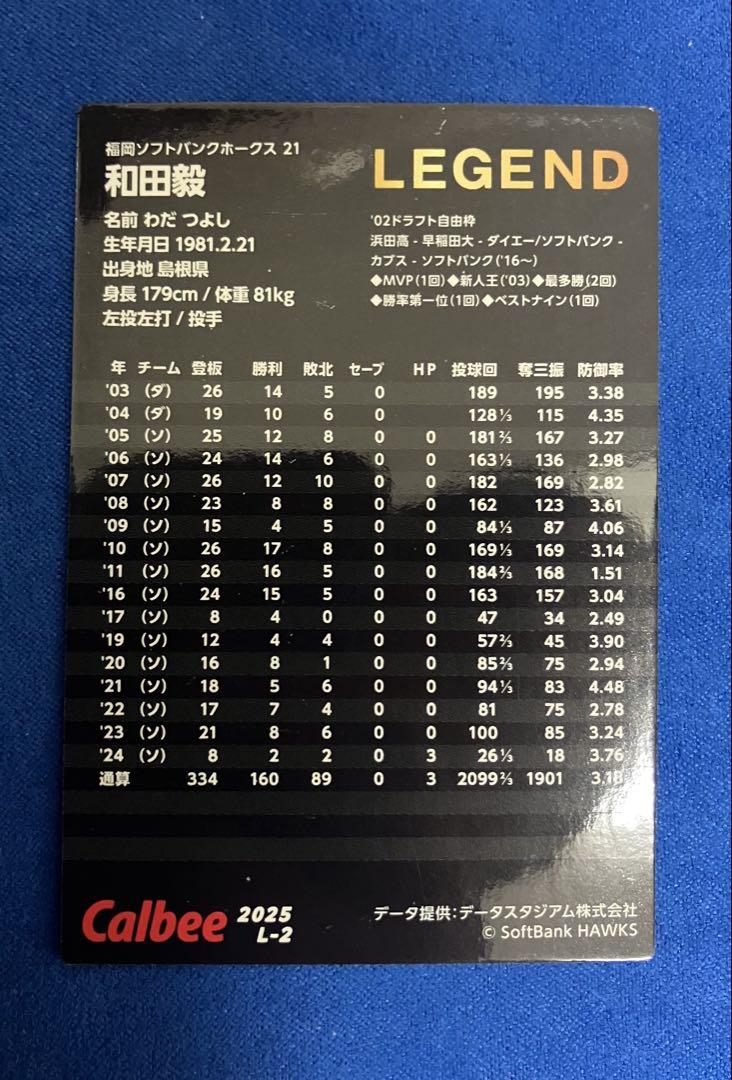 福岡ソフトバンクホークス 21
和田毅
LEGEND
名前 わだ つよし
生年月日 1981.2.21
出身地 島根県
身長 179cm / 体重 81kg
左投左打 / 投手
'02ドラフト自由枠
浜田高 - 早稲田大 - ダイエー/ソフトバンク -
カブス - ソフトバンク('16〜)
◆MVP(1回)◆新人王('03)◆最多勝(2回)
◆勝率第一位(1回)◆ベストナイン(1回)
年 チーム 登板 勝利 敗北 セーブ HP 投球回 奪三振 防御率
'03 (ダ) 26 14 5 0 189 195 3.38
'04 (ダ) 19 10 6 0 128⅓ 115 4.35
'05 (ソ) 25 12 8 0 0 181⅔ 167 3.27
'06 (ソ) 24 14 6 0 0 163⅓ 136 2.98
'07 (ソ) 26 12 10 0 0 182 169 2.82
'08 (ソ) 23 8 8 0 0 162 123 3.61
'09 (ソ) 15 4 5 0 0 84⅓ 87 4.06
'10 (ソ) 26 17 8 0 0 169⅓ 169 3.14
'11 (ソ) 26 16 5 0 0 184⅔ 168 1.51
'16 (ソ) 24 15 5 0 0 163 157 3.04
'17 (ソ) 8 4 0 0 0 47 34 2.49
'19 (ソ) 12 4 4 0 0 57⅔ 45 3.90
'20 (ソ) 16 8 1 0 0 85⅔ 75 2.94
'21 (ソ) 18 5 6 0 0 94⅓ 83 4.48
'22 (ソ) 17 7 4 0 0 81 75 2.78
'23 (ソ) 21 8 6 0 0 100 85 3.24
'24 (ソ) 8 2 2 0 3 26⅓ 18 3.76
通算 334 160 89 0 3 2099⅔ 1901 3.18
Calbee 2025
L-2
データ提供:データスタジアム株式会社
© SoftBank HAWKS